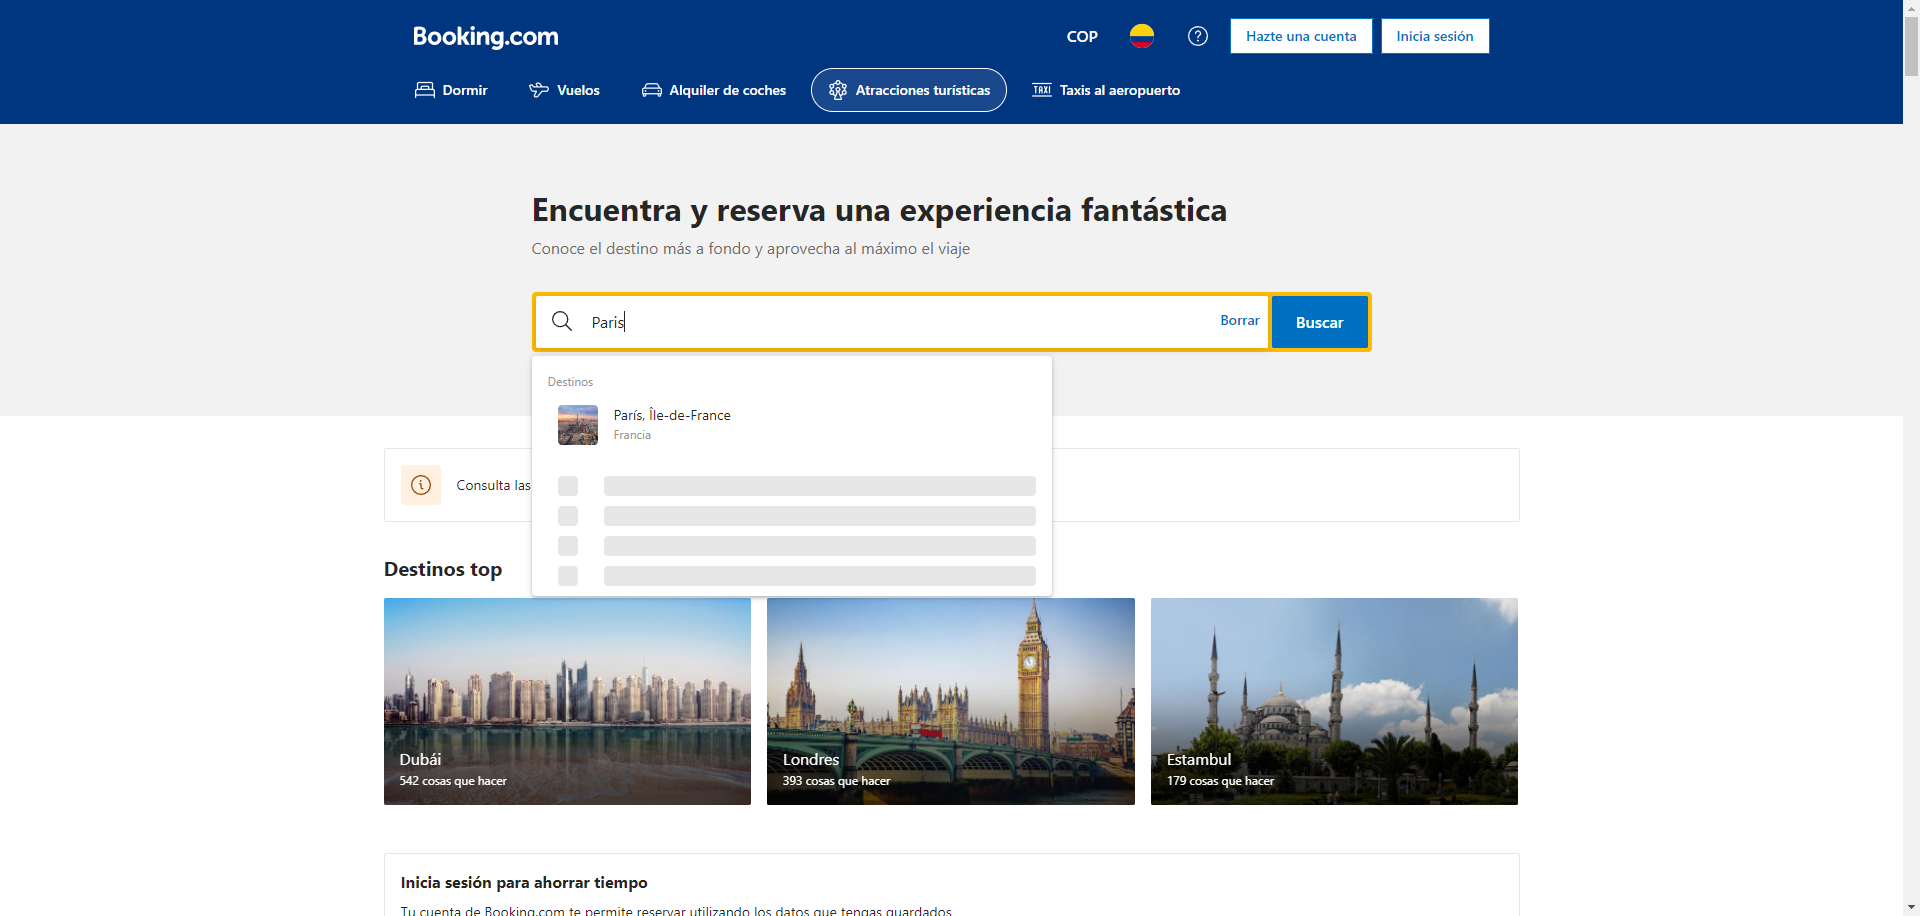 Booking.com
COP
Hazte una cuenta
Inicia sesión
Dormir
Vuelos
Alquiler de coches
Atracciones turísticas
TAXI
Taxis al aeropuerto
Encuentra y reserva una experiencia fantástica
Conoce el destino más a fondo y aprovecha al máximo el viaje
Paris
Borrar
Buscar
Destinos
París, Île-de-France
Francia
Consulta las
Destinos top
Dubái
542 cosas que hacer
Londres
393 cosas que hacer
Estambul
179 cosas que hacer
Inicia sesión para ahorrar tiempo
Tu cuenta de Booking.com te permite reservar utilizando los datos que tengas guardados